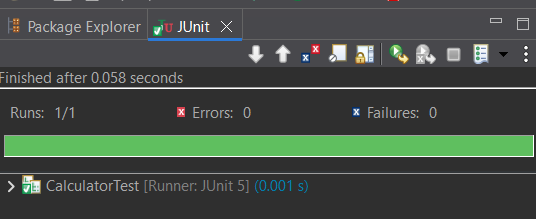 Package Explorer JUnit
Finished after 0.058 seconds
Runs: 1/1 Errors: 0 Failures: 0
CalculatorTest [Runner: JUnit 5] (0.001 s)